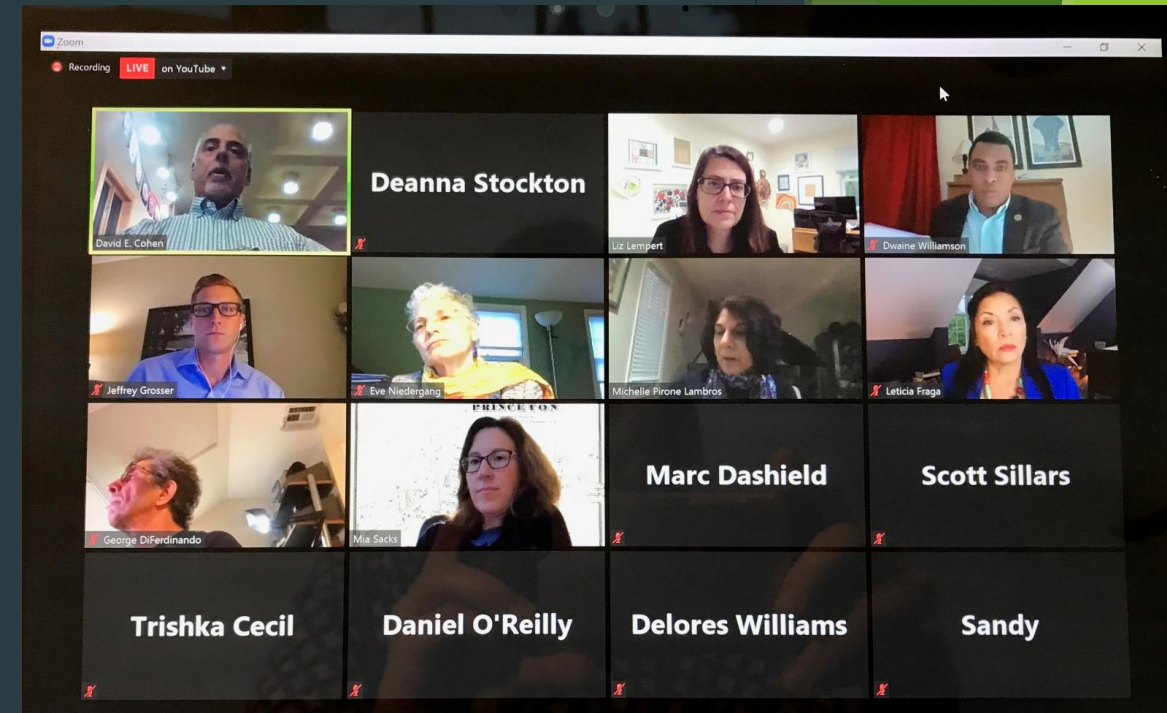 Zoom
Recording LIVE on YouTube
David E. Cohen
Deanna Stockton
Liz Lempert
Dwaine Williamson
Jeffrey Grosser
Eve Niedergang
Michelle Pirone Lambros
Leticia Fraga
George DiFerdinando
PRINCETON
Mia Sacks
Marc Dashield
Scott Sillars
Trishka Cecil
Daniel O'Reilly
Delores Williams
Sandy